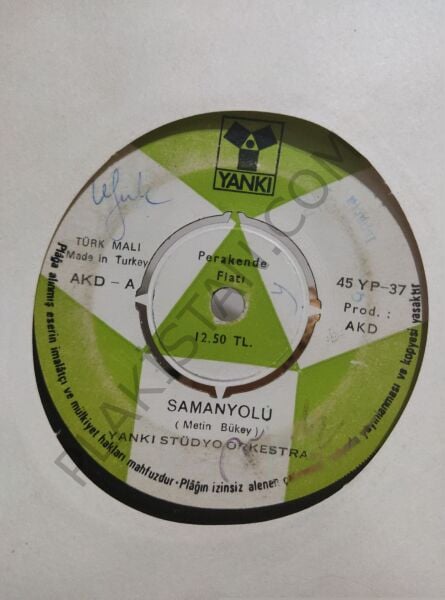 YANKI
TÜRK MALI
Made in Turkey
AKD - A
Perakende
Fiatı
12.50 TL.
45 YP-37
Prod. :
AKD
SAMANYOLU
( Metin Bükey )
YANKI STÜDYO ORKESTRA
Plâğa alınmış eserin imalâtçı ve mülkiyet hakları mahfuzdur - Plâğın izinsiz alenen yayınlanması ve kopyesi yasaktır
PLAKISTAN.COM